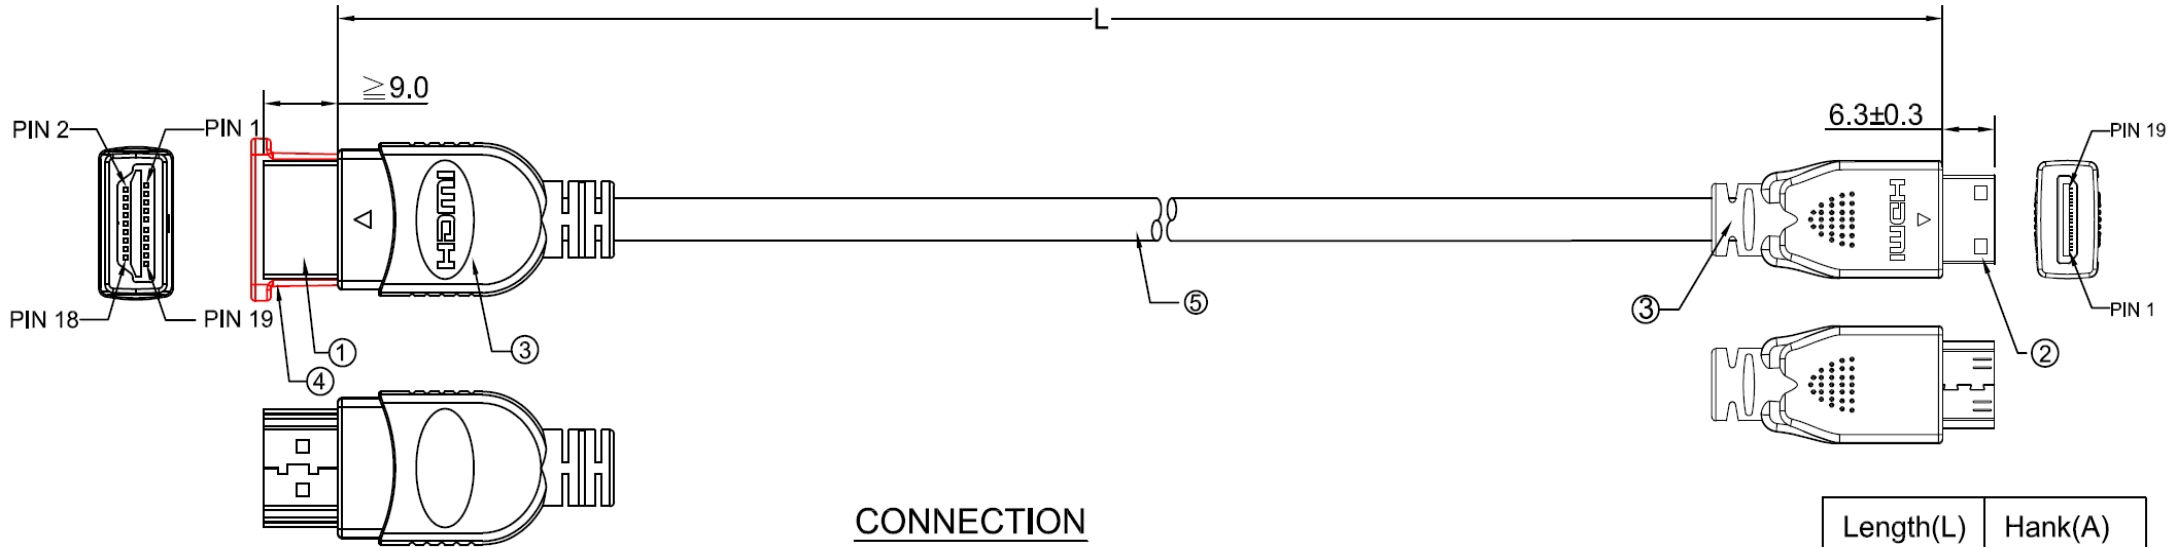 L
≧9.0
6.3±0.3
PIN 2
PIN 1
PIN 19
HDMI
HDMI
PIN 18
PIN 19
⑤
③
PIN 1
①
③
②
④
CONNECTION
Length(L) Hank(A)